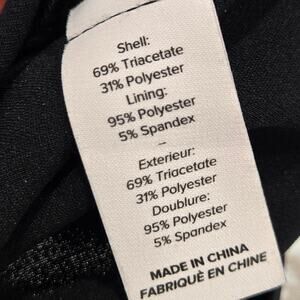 Shell:
69% Triacetate
31% Polyester
Lining:
95% Polyester
5% Spandex
–
Exterieur:
69% Triacetate
31% Polyester
Doublure:
95% Polyester
5% Spandex
–
MADE IN CHINA
FABRIQUÉ EN CHINE